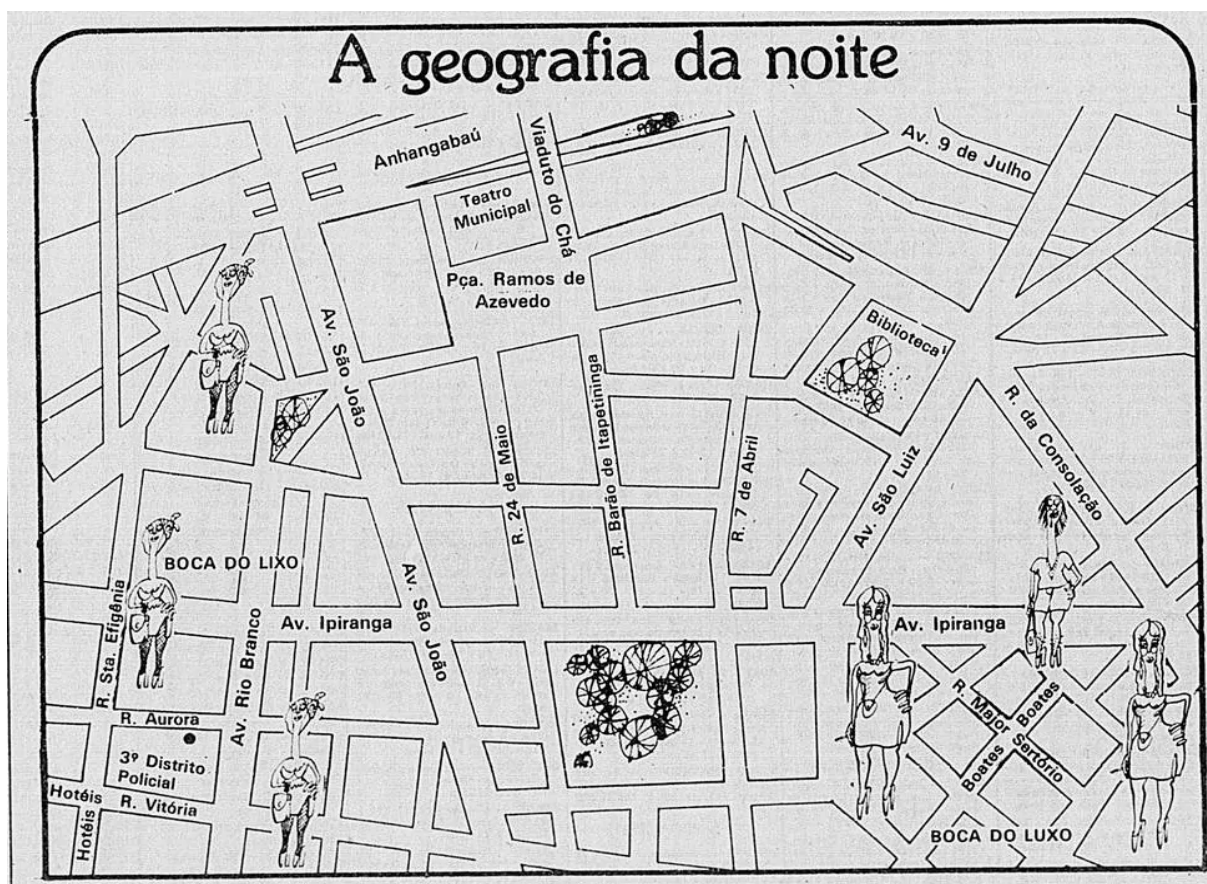 A geografia da noite
Anhangabaú
Viaduto do Chá
Av. 9 de Julho
Teatro
Municipal
Pça. Ramos de
Azevedo
Av. São João
Biblioteca
R. da Consolação
R. 24 de Maio
R. Barão de Itapetininga
R. 7 de Abril
Av. São Luiz
BOCA DO LIXO
R. Sta. Efigênia
Av. Rio Branco
Av. Ipiranga
Av. São João
Av. Ipiranga
R. Aurora
3º Distrito
Policial
R. Vitória
Hotéis
Hotéis
R. Major Sertório
Boates
Boates
BOCA DO LUXO